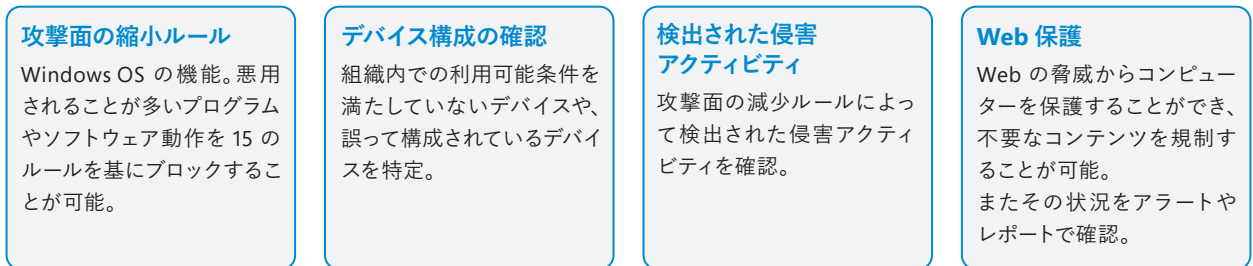 攻撃面の縮小ルール
Windows OS の機能。悪用
されることが多いプログラム
やソフトウェア動作を 15 の
ルールを基にブロックするこ
とが可能。
デバイス構成の確認
組織内での利用可能条件を
満たしていないデバイスや、
誤って構成されているデバイ
スを特定。
検出された侵害
アクティビティ
攻撃面の減少ルールによっ
て検出された侵害アクティ
ビティを確認。
Web 保護
Web の脅威からコンピュー
ターを保護することができ、
不要なコンテンツを規制す
ることが可能。
またその状況をアラートや
レポートで確認。